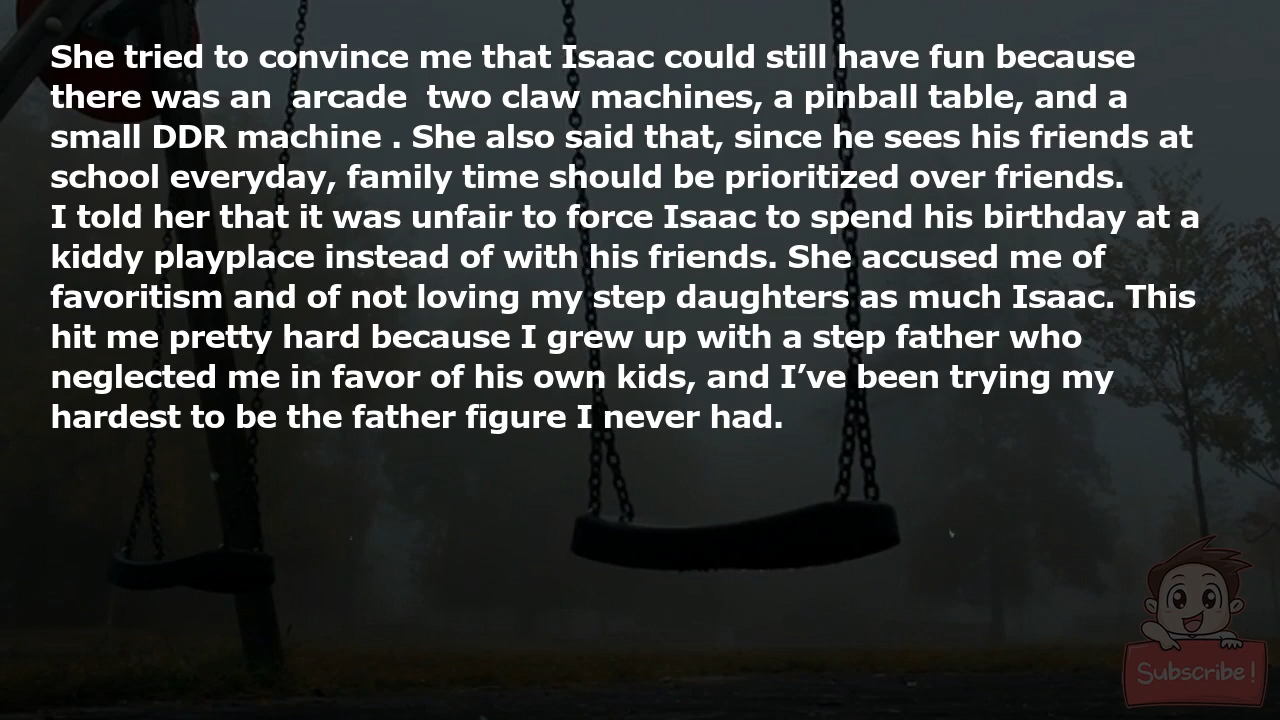 She tried to convince me that Isaac could still have fun because
there was an  arcade  two claw machines, a pinball table, and a
small DDR machine . She also said that, since he sees his friends at
school everyday, family time should be prioritized over friends.
I told her that it was unfair to force Isaac to spend his birthday at a
kiddy playplace instead of with his friends. She accused me of
favoritism and of not loving my step daughters as much Isaac. This
hit me pretty hard because I grew up with a step father who
neglected me in favor of his own kids, and I’ve been trying my
hardest to be the father figure I never had.
Subscribe!